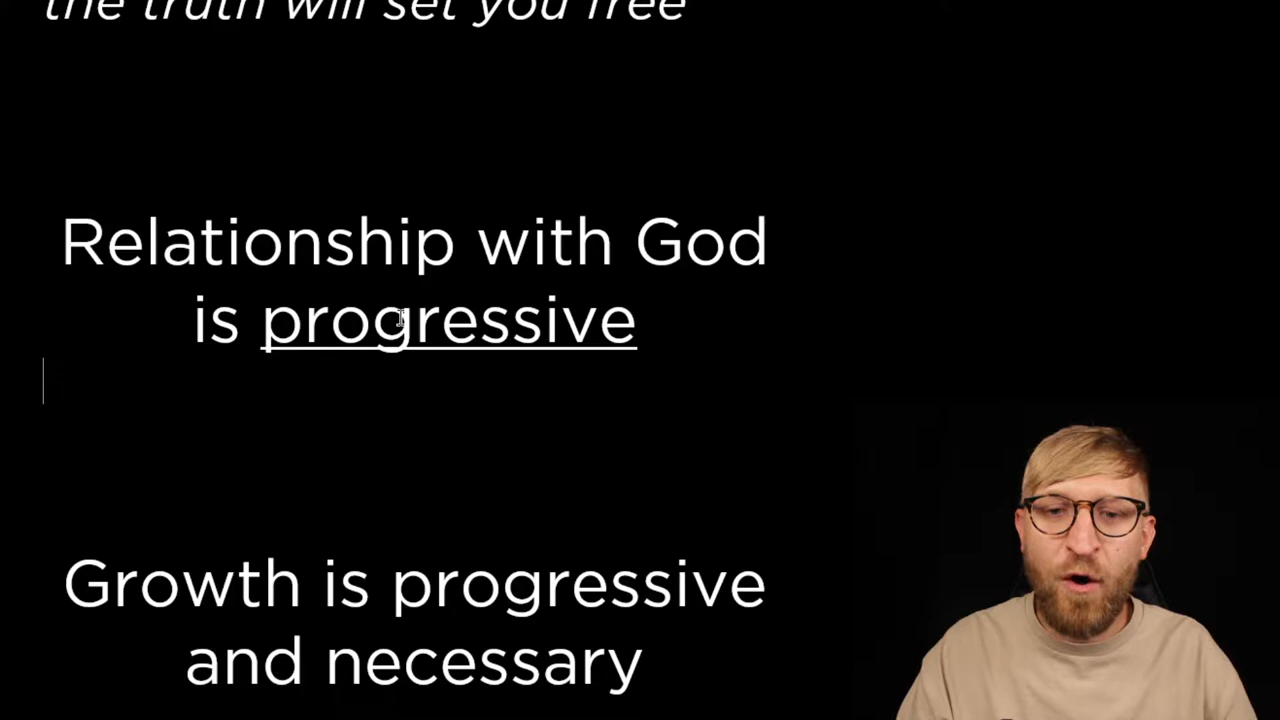 the truth will set you free
Relationship with God
is progressive
Growth is progressive
and necessary